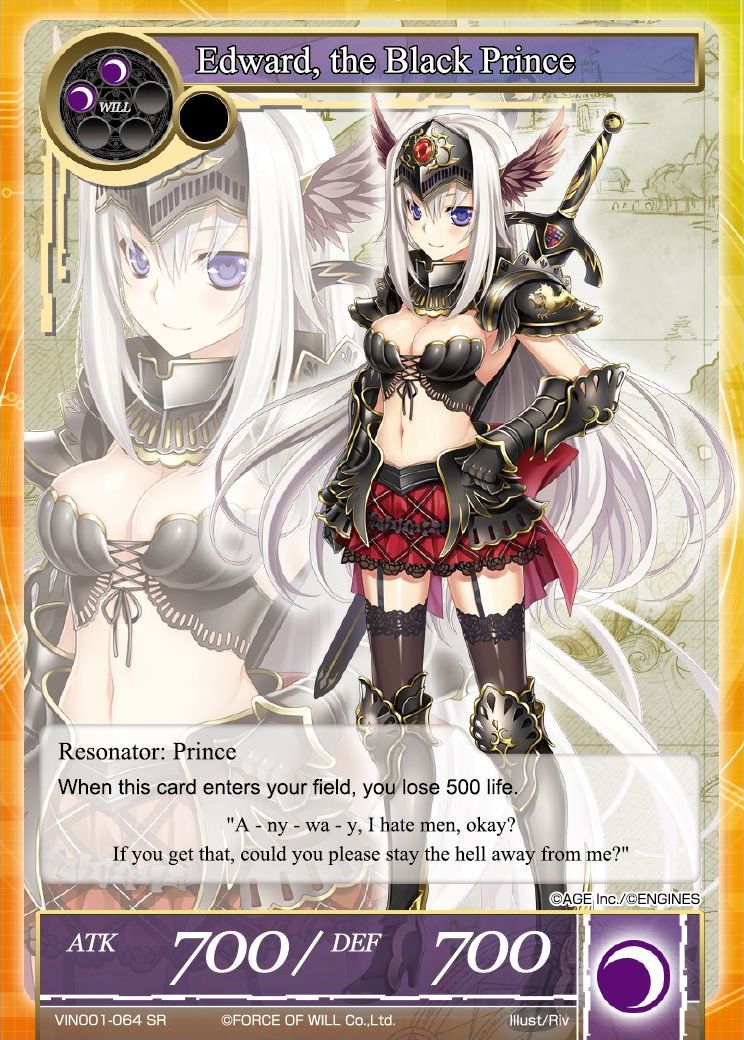 Edward, the Black Prince
WILL
Resonator: Prince
When this card enters your field, you lose 500 life.
"A - ny - wa - y, I hate men, okay?
If you get that, could you please stay the hell away from me?"
©AGE Inc./©ENGINES
ATK 700 / DEF 700
VIN001-064 SR ©FORCE OF WILL Co.,Ltd. Illust/Riv